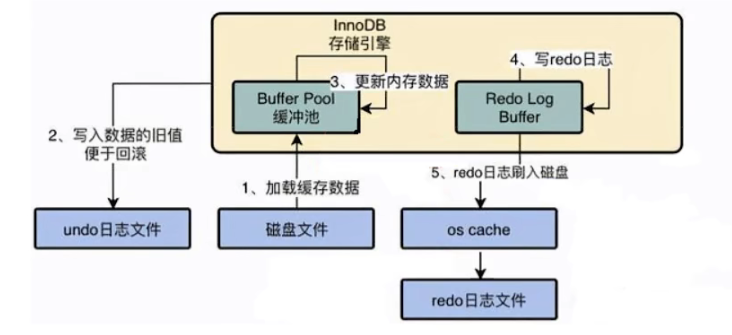 InnoDB
存储引擎
4、写redo日志
3、更新内存数据
Buffer Pool
缓冲池
Redo Log
Buffer
2、写入数据的旧值
便于回滚
1、加载缓存数据
5、redo日志刷入磁盘
undo日志文件
磁盘文件
os cache
redo日志文件